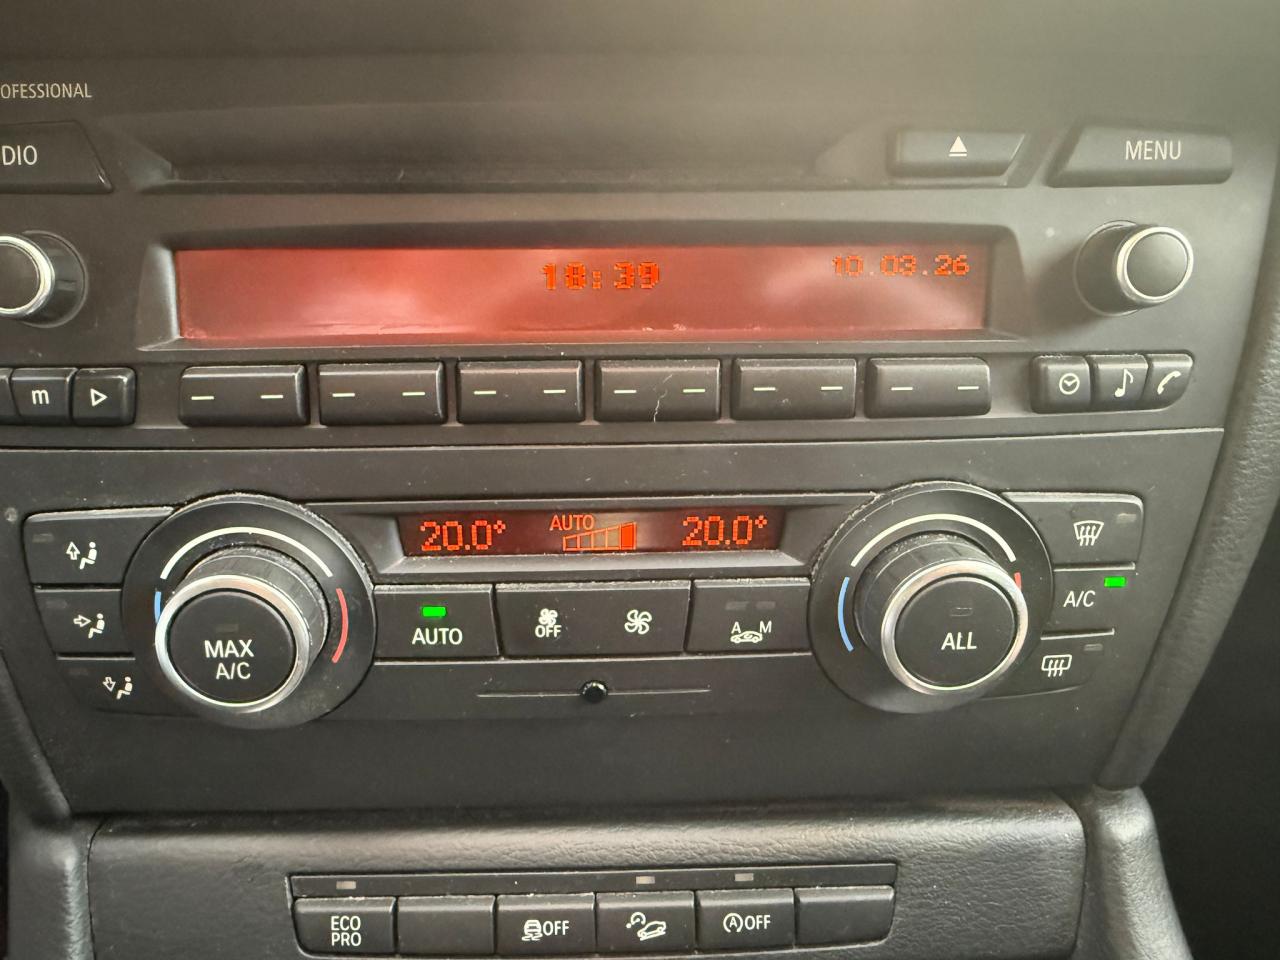 OFESSIONAL
DIO
MENU
18:39
10.03.26
m
20.0°
AUTO
20.0°
MAX
A/C
AUTO
OFF
A M
ALL
A/C
ECO
PRO
OFF
A OFF